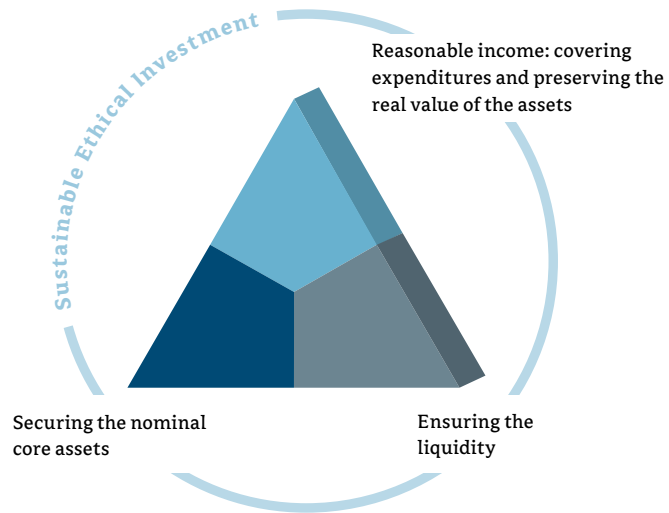 Sustainable Ethical Investment
Reasonable income: covering
expenditures and preserving the
real value of the assets
Securing the nominal
core assets
Ensuring the
liquidity